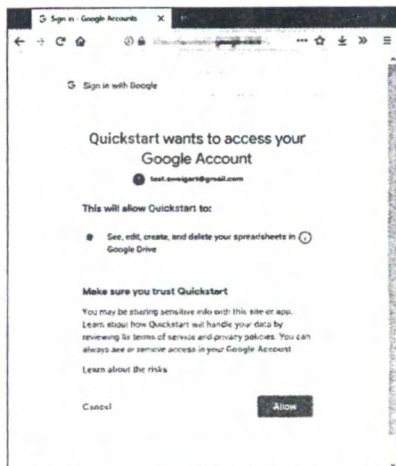 Sign in - Google Accounts
Sign in with Google
Quickstart wants to access your
Google Account
test.sweigart@gmail.com
This will allow Quickstart to:
See, edit, create, and delete your spreadsheets in
Google Drive
Make sure you trust Quickstart
You may be sharing sensitive info with this site or app.
Learn about how Quickstart will handle your data by
reviewing its terms of service and privacy policies. You can
always see or remove access in your Google Account.
Learn about the risks
Cancel
Allow